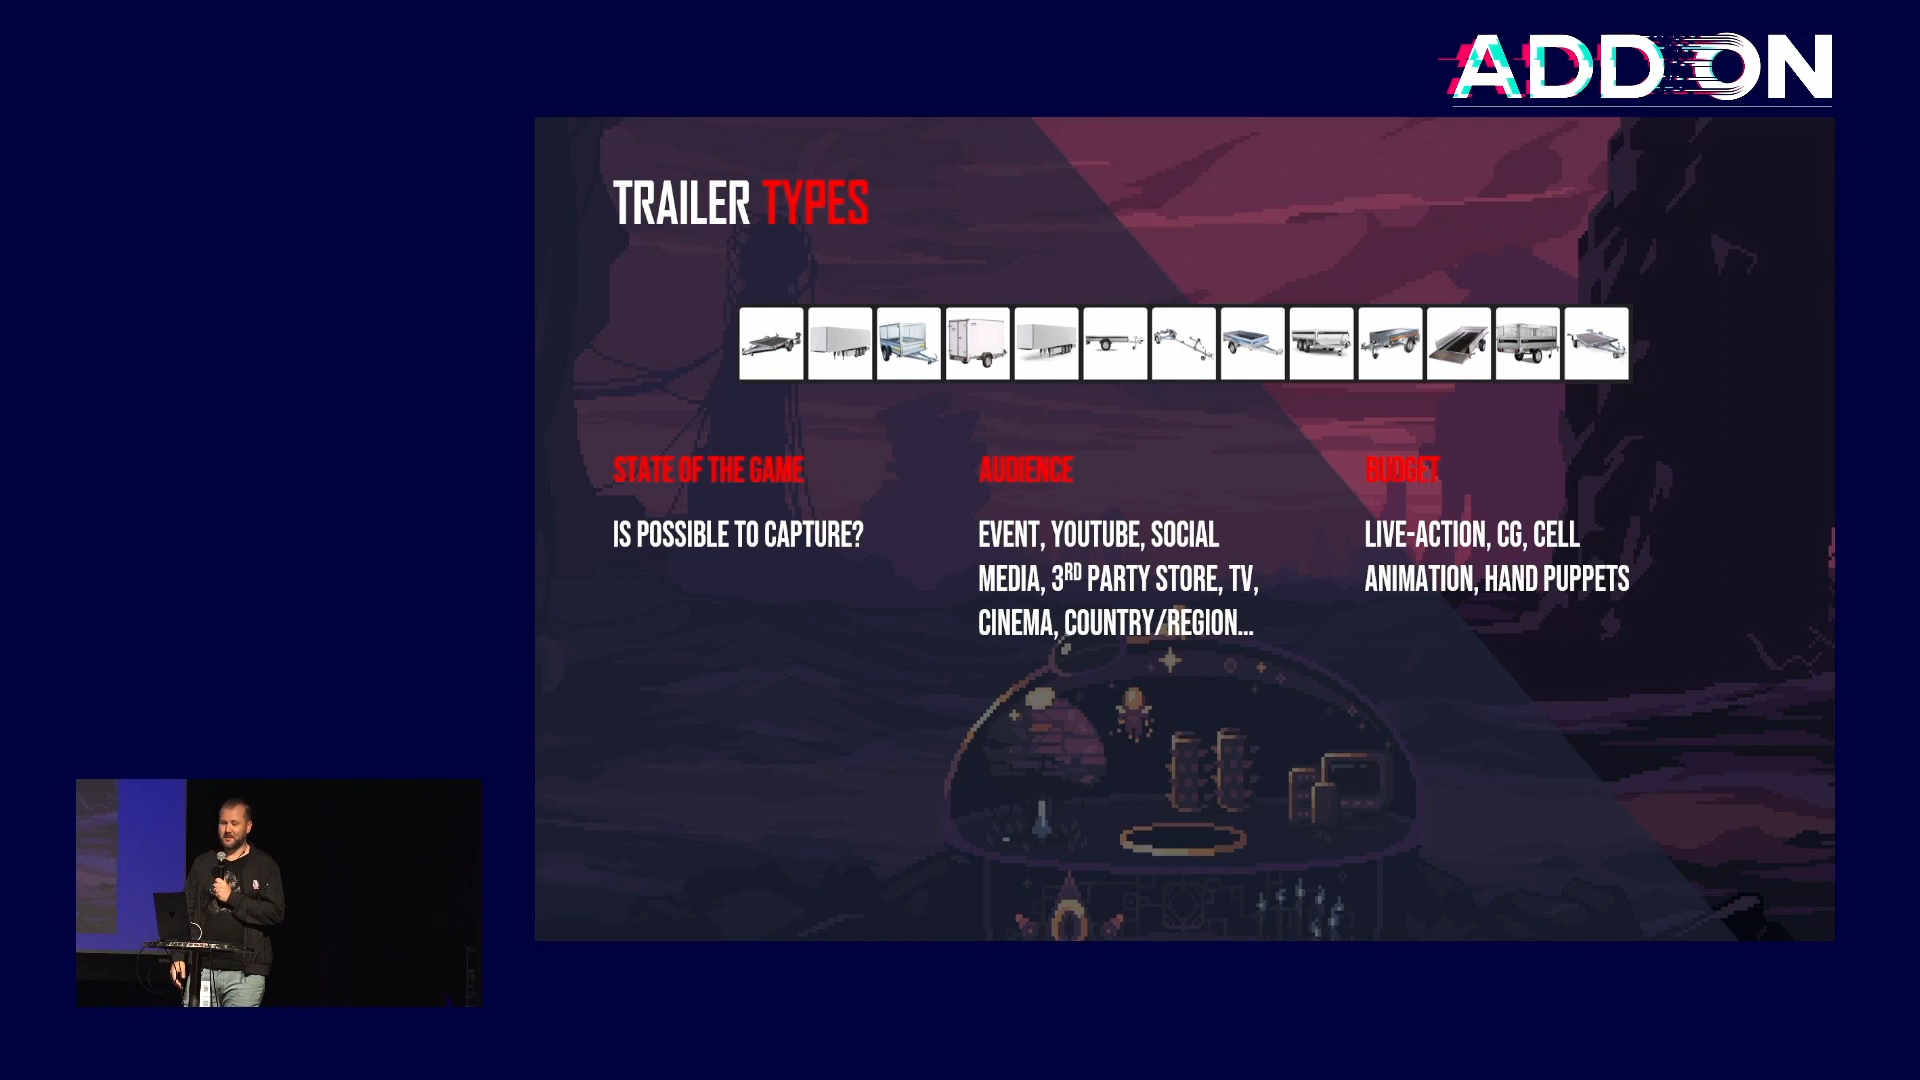 ADDON
TRAILER TYPES
STATE OF THE GAME
IS POSSIBLE TO CAPTURE?
AUDIENCE
EVENT, YOUTUBE, SOCIAL
MEDIA, 3RD PARTY STORE, TV,
CINEMA, COUNTRY/REGION...
BUDGET
LIVE-ACTION, CG, CELL
ANIMATION, HAND PUPPETS